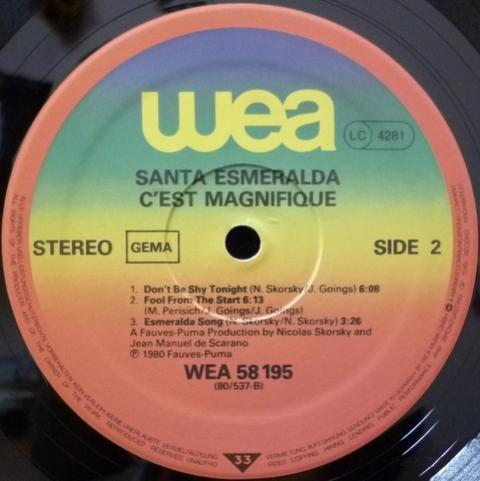 wea
LC 4281
SANTA ESMERALDA
C'EST MAGNIFIQUE
STEREO GEMA SIDE 2
1. Don't Be Shy Tonight (N. Skorsky/J. Goings) 6:08
2. Fool From The Start 6:13
(M. Perisich/J. Goings/J. Goings)
3. Esmeralda Song (N. Skorsky/N. Skorsky) 3:26
A Fauves-Puma Production by Nicolas Skorsky and
Jean Manuel de Scarano
℗ 1980 Fauves-Puma
WEA 58 195
(80/537-B)
33